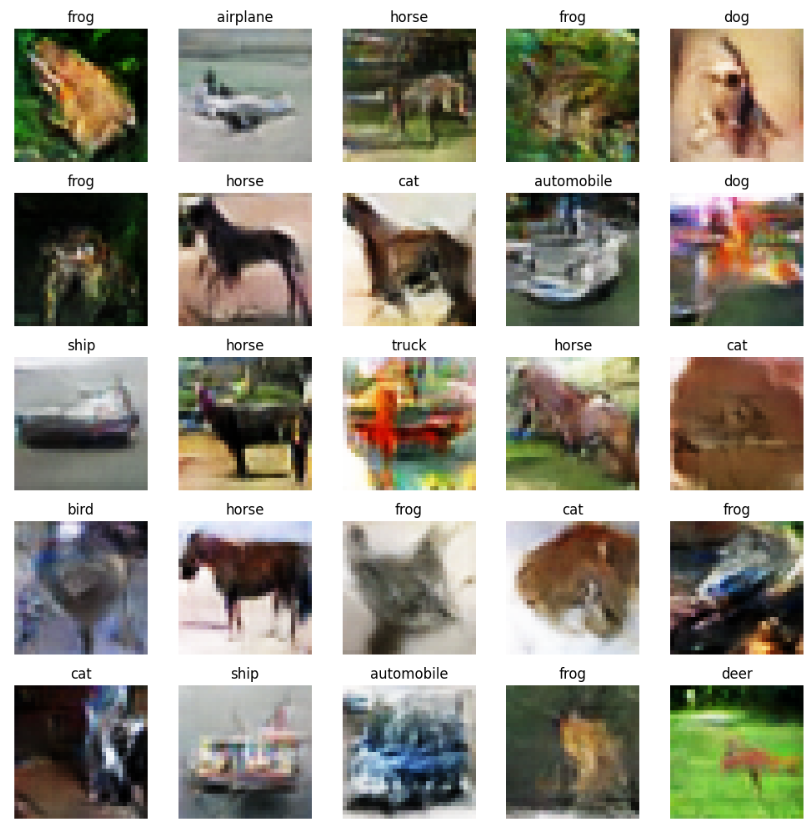 frog airplane horse frog dog
frog horse cat automobile dog
ship horse truck horse cat
bird horse frog cat frog
cat ship automobile frog deer